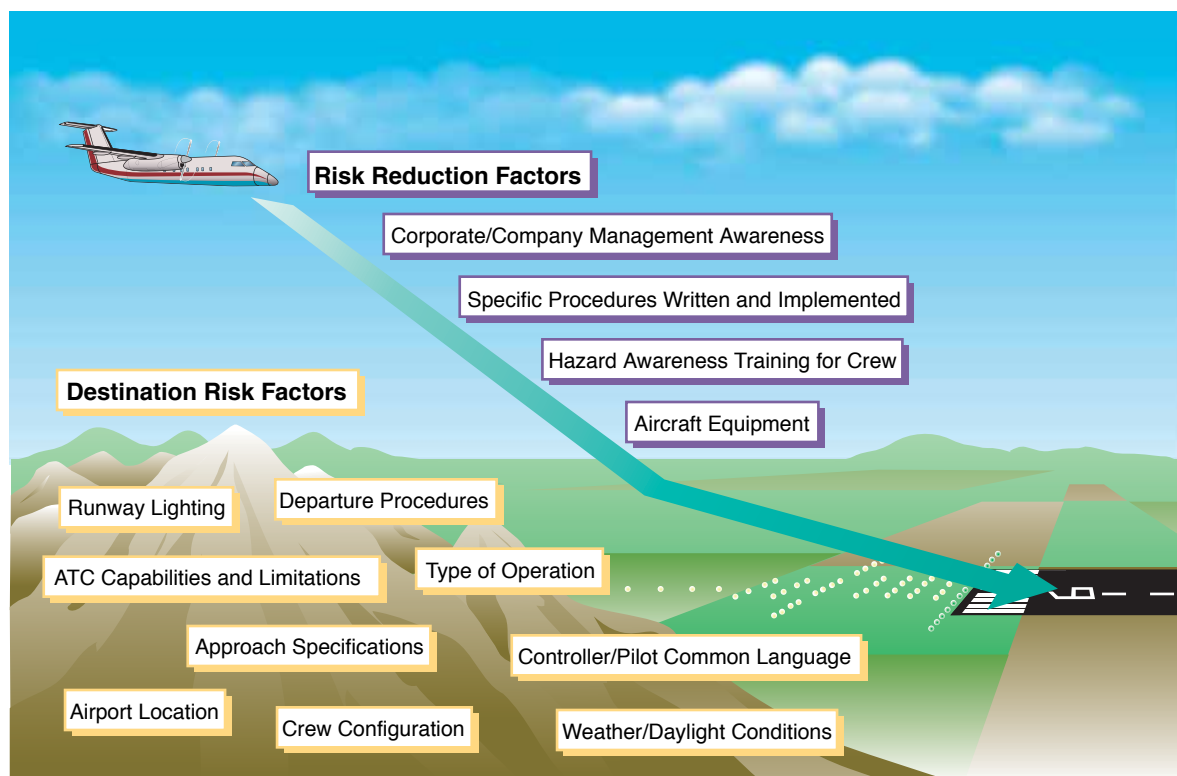 Risk Reduction Factors
Corporate/Company Management Awareness
Specific Procedures Written and Implemented
Hazard Awareness Training for Crew
Aircraft Equipment
Destination Risk Factors
Runway Lighting
Departure Procedures
ATC Capabilities and Limitations
Type of Operation
Approach Specifications
Controller/Pilot Common Language
Airport Location
Crew Configuration
Weather/Daylight Conditions